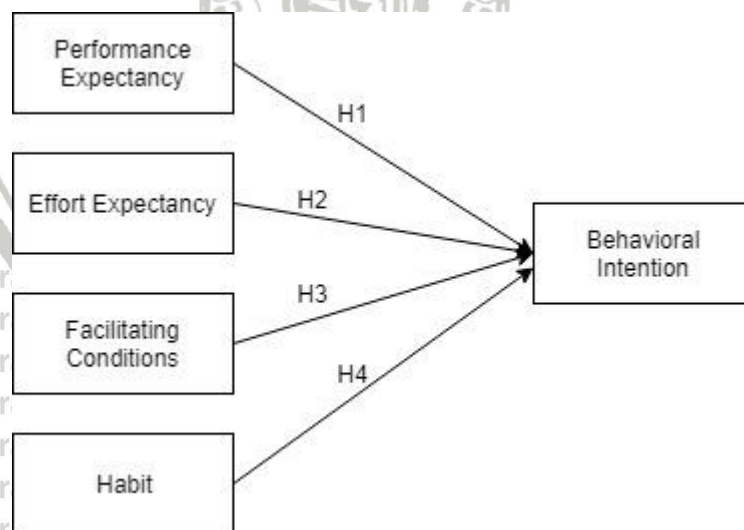 Performance
Expectancy
H1
Effort Expectancy
H2
Behavioral
Intention
H3
Facilitating
Conditions
H4
Habit